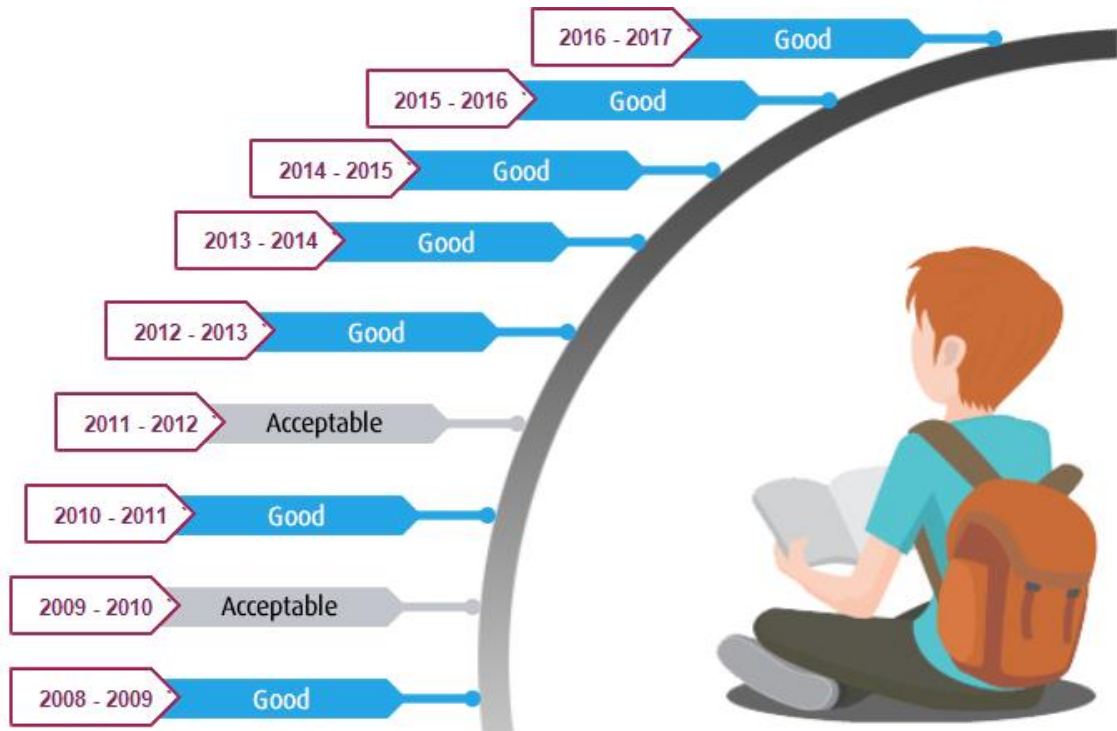 2016 - 2017 Good
2015 - 2016 Good
2014 - 2015 Good
2013 - 2014 Good
2012 - 2013 Good
2011 - 2012 Acceptable
2010 - 2011 Good
2009 - 2010 Acceptable
2008 - 2009 Good